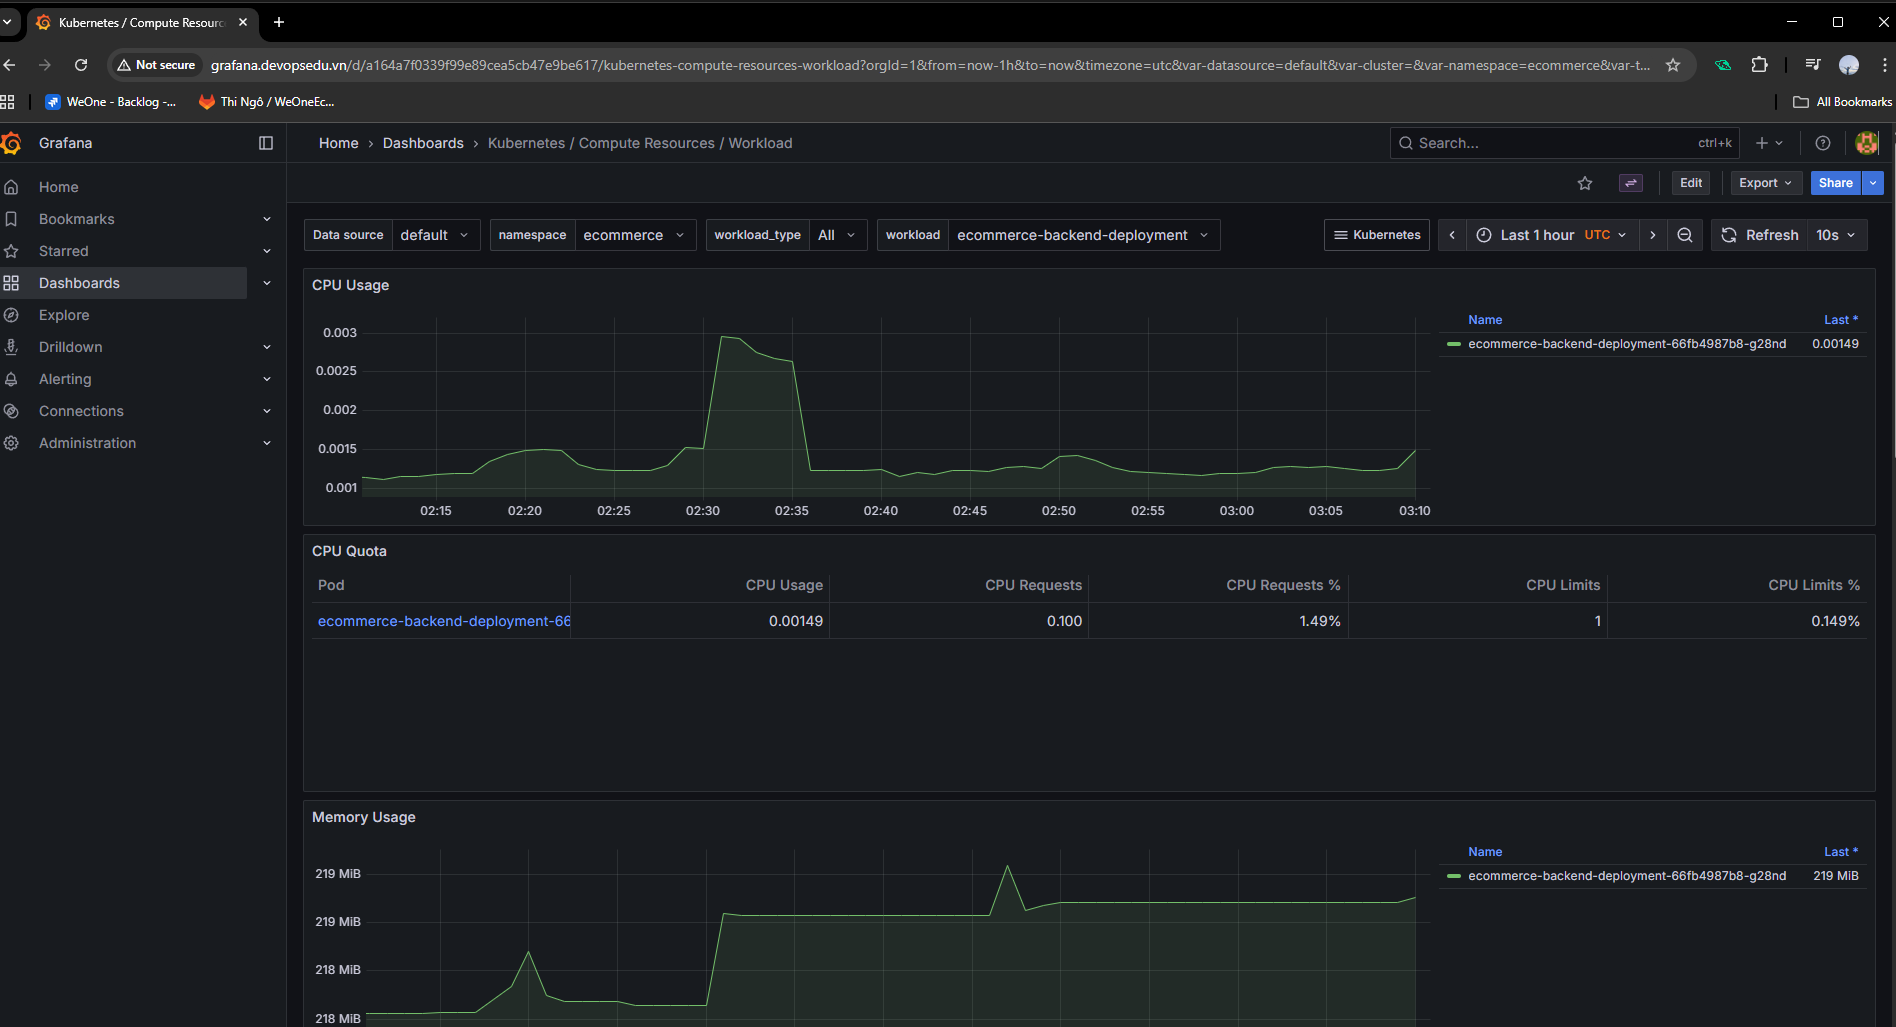 Kubernetes / Compute Resourc
Not secure
grafana.devopsedu.vn/d/a164a7f0339f99e89cea5cb47e9be617/kubernetes-compute-resources-workload?orgId=1&from=now-1h&to=now&timezone=utc&var-datasource=default&var-cluster=&var-namespace=ecommerce&var-t...
WeOne - Backlog -...
Thi Ngô / WeOneEc...
All Bookmarks
Grafana
Home › Dashboards › Kubernetes / Compute Resources / Workload
Search...
ctrl+k
Home
Bookmarks
Starred
Dashboards
Explore
Drilldown
Alerting
Connections
Administration
Edit
Export
Share
Data source default
namespace ecommerce
workload_type All
workload ecommerce-backend-deployment
Kubernetes
Last 1 hour UTC
Refresh 10s
CPU Usage
0.003
0.0025
0.002
0.0015
0.001
02:15 02:20 02:25 02:30 02:35 02:40 02:45 02:50 02:55 03:00 03:05 03:10
Name Last *
ecommerce-backend-deployment-66fb4987b8-g28nd 0.00149
CPU Quota
Pod CPU Usage CPU Requests CPU Requests % CPU Limits CPU Limits %
ecommerce-backend-deployment-66 0.00149 0.100 1.49% 1 0.149%
Memory Usage
219 MiB
219 MiB
218 MiB
218 MiB
Name Last *
ecommerce-backend-deployment-66fb4987b8-g28nd 219 MiB